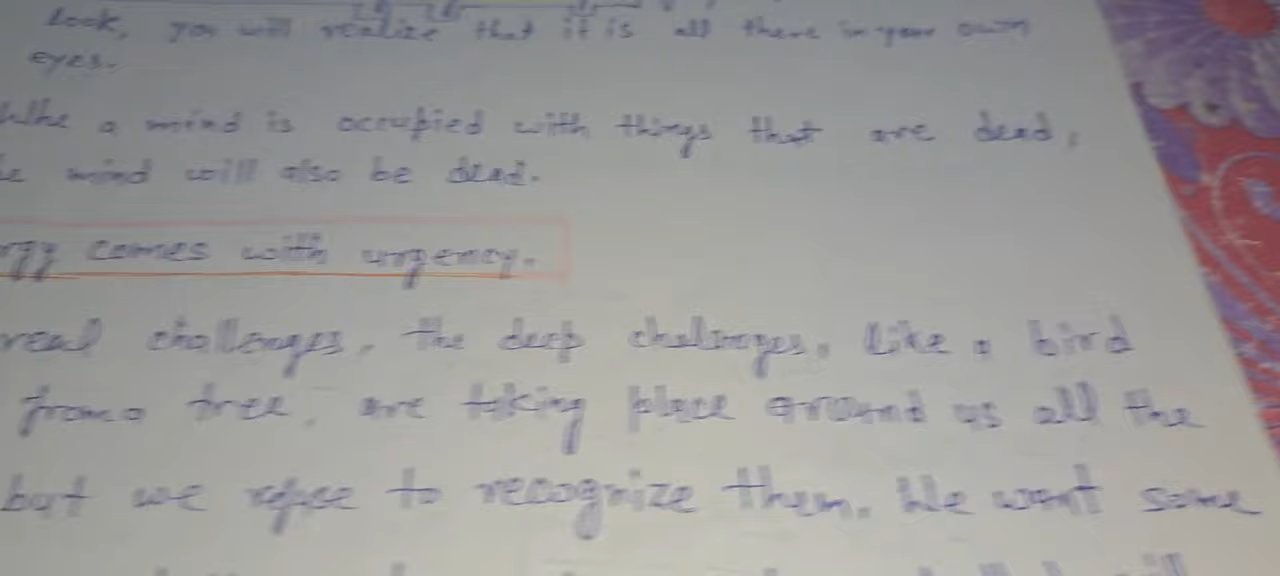 look, you will realize that it is all there in your own
eyes.
a mind is occupied with things that are dead,
mind will also be dead.
comes with urgency.
real challenges, the deep challenges, like a bird
from a tree, are taking place around us all the
but we refuse to recognize them. We want some